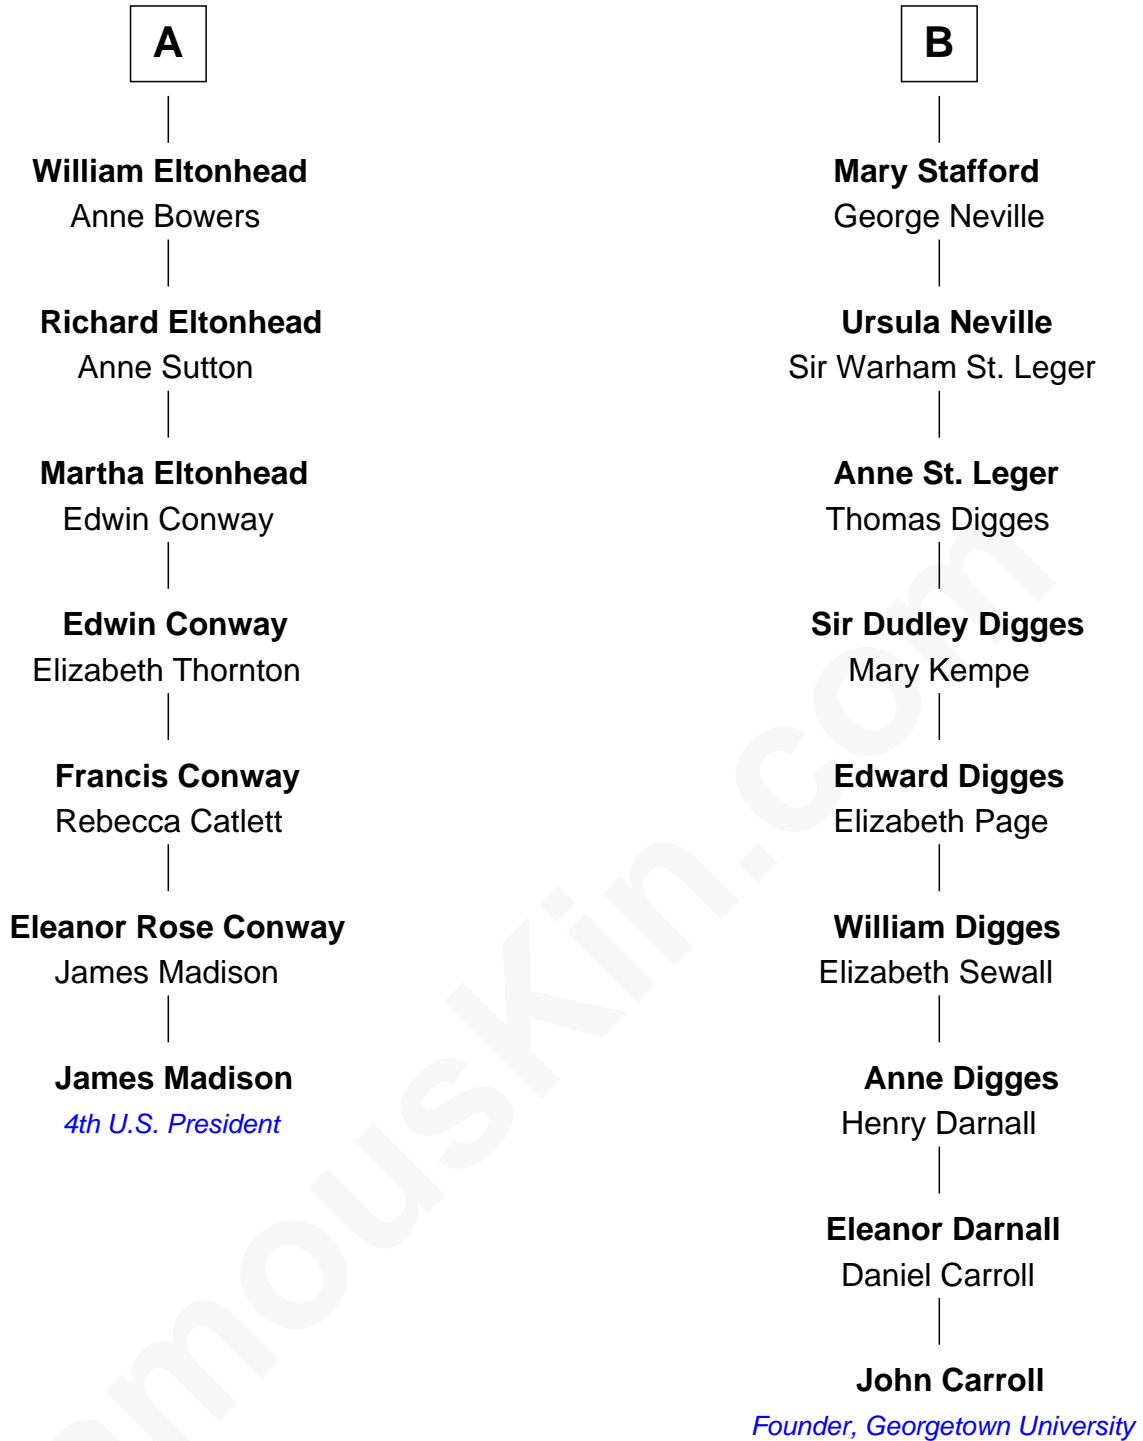 A
William Eltonhead
Anne Bowers
Richard Eltonhead
Anne Sutton
Martha Eltonhead
Edwin Conway
Edwin Conway
Elizabeth Thornton
Francis Conway
Rebecca Catlett
Eleanor Rose Conway
James Madison
James Madison
4th U.S. President
B
Mary Stafford
George Neville
Ursula Neville
Sir Warham St. Leger
Anne St. Leger
Thomas Digges
Sir Dudley Digges
Mary Kempe
Edward Digges
Elizabeth Page
William Digges
Elizabeth Sewall
Anne Digges
Henry Darnall
Eleanor Darnall
Daniel Carroll
John Carroll
Founder, Georgetown University
amouskin.com